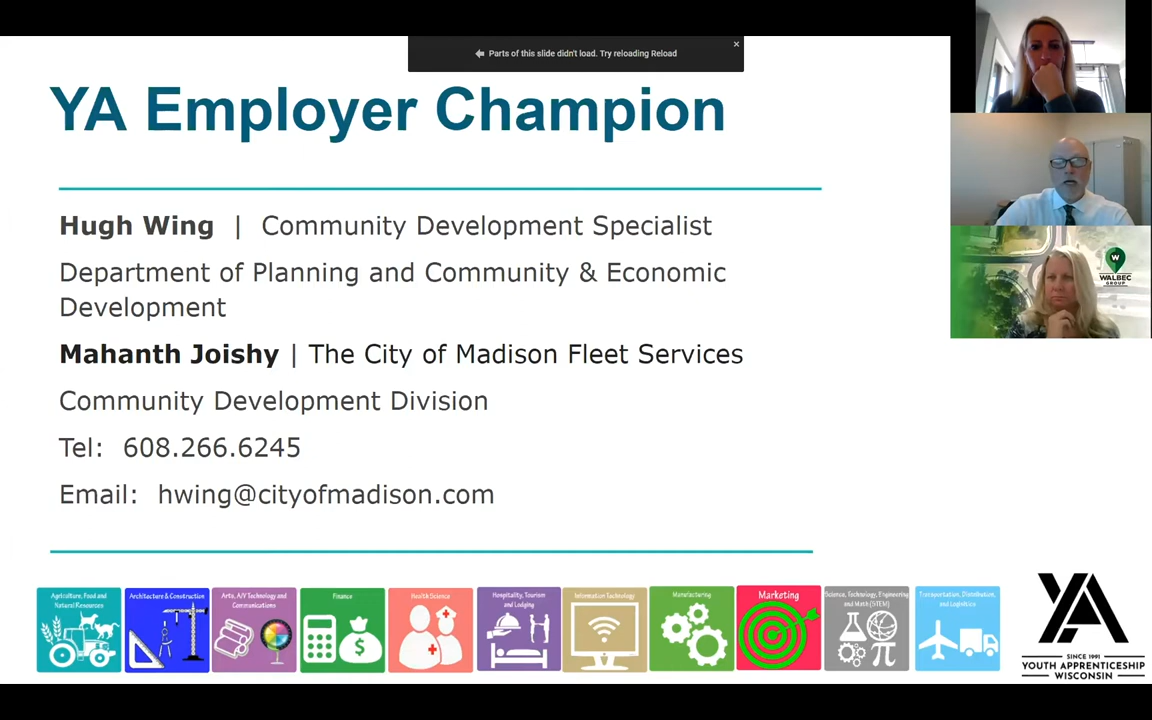 Parts of this slide didn't load. Try reloading Reload
×
YA Employer Champion
Hugh Wing | Community Development Specialist
Department of Planning and Community & Economic
Development
Mahanth Joishy | The City of Madison Fleet Services
Community Development Division
Tel: 608.266.6245
Email: hwing@cityofmadison.com
W
WALBEC
GROUP
Agriculture, Food and
Natural Resources
Architecture & Construction
Arts, A/V Technology and
Communications
Finance
Health Science
Hospitality, Tourism
and Lodging
Information Technology
Manufacturing
Marketing
Science, Technology, Engineering
and Math (STEM)
Transportation, Distribution,
and Logistics
$
π
YA
SINCE 1991
YOUTH APPRENTICESHIP
WISCONSIN